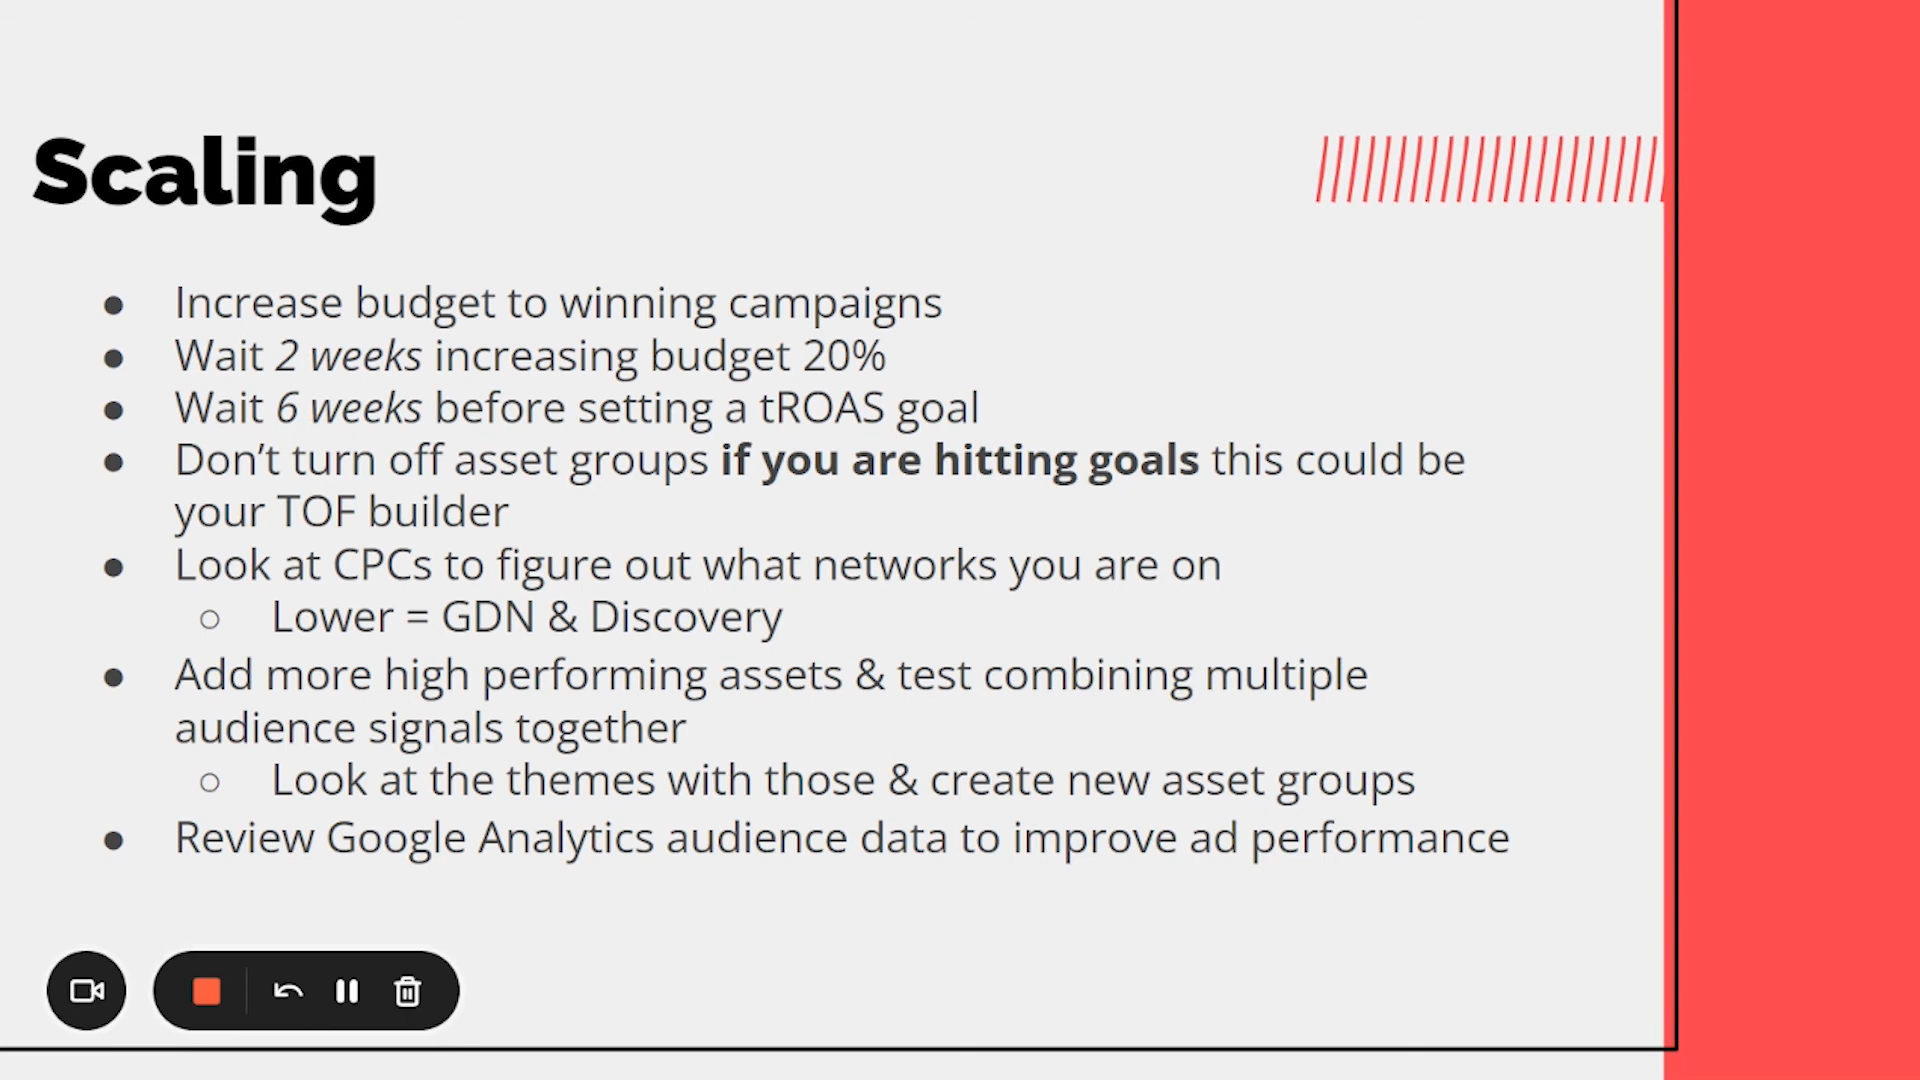 Scaling
● Increase budget to winning campaigns
● Wait 2 weeks increasing budget 20%
● Wait 6 weeks before setting a tROAS goal
● Don’t turn off asset groups if you are hitting goals this could be
your TOF builder
● Look at CPCs to figure out what networks you are on
○ Lower = GDN & Discovery
● Add more high performing assets & test combining multiple
audience signals together
○ Look at the themes with those & create new asset groups
● Review Google Analytics audience data to improve ad performance